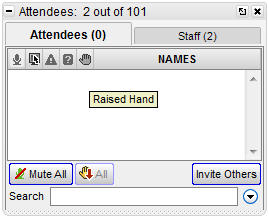 Attendees: 2 out of 101
Attendees (0) Staff (2)
NAMES
Raised Hand
Mute All All Invite Others
Search